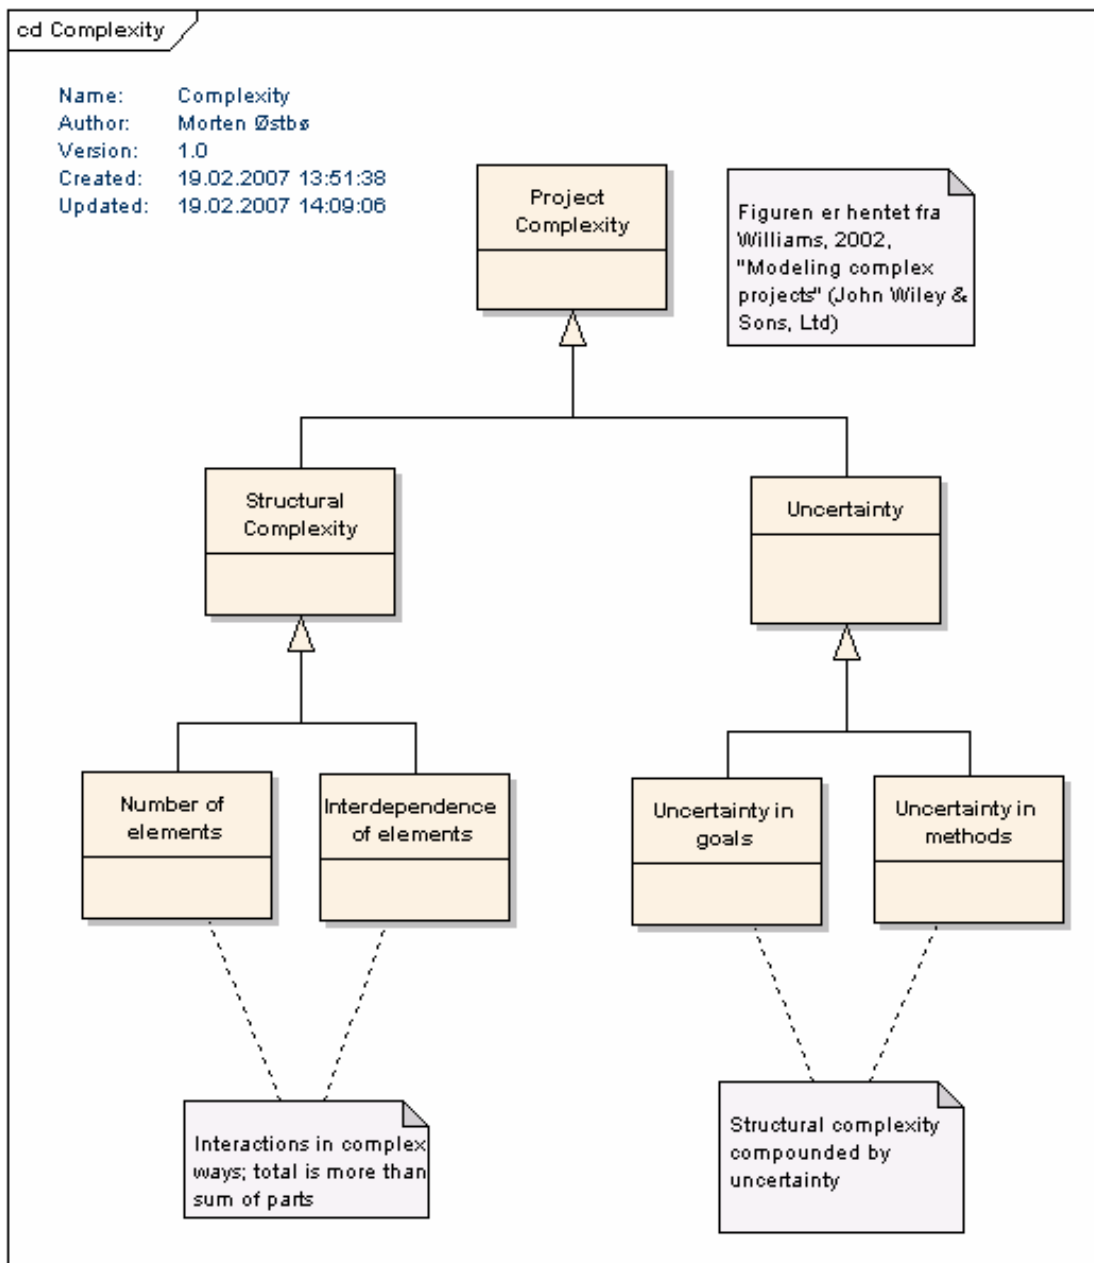 cd Complexity
Name: Complexity
Author: Morten Østbø
Version: 1.0
Created: 19.02.2007 13:51:38
Updated: 19.02.2007 14:09:06
Project
Complexity
Figuren er hentet fra
Williams, 2002,
"Modeling complex
projects" (John Wiley &
Sons, Ltd)
Structural
Complexity
Uncertainty
Number of
elements
Interdependence
of elements
Uncertainty in
goals
Uncertainty in
methods
Interactions in complex
ways; total is more than
sum of parts
Structural complexity
compounded by
uncertainty